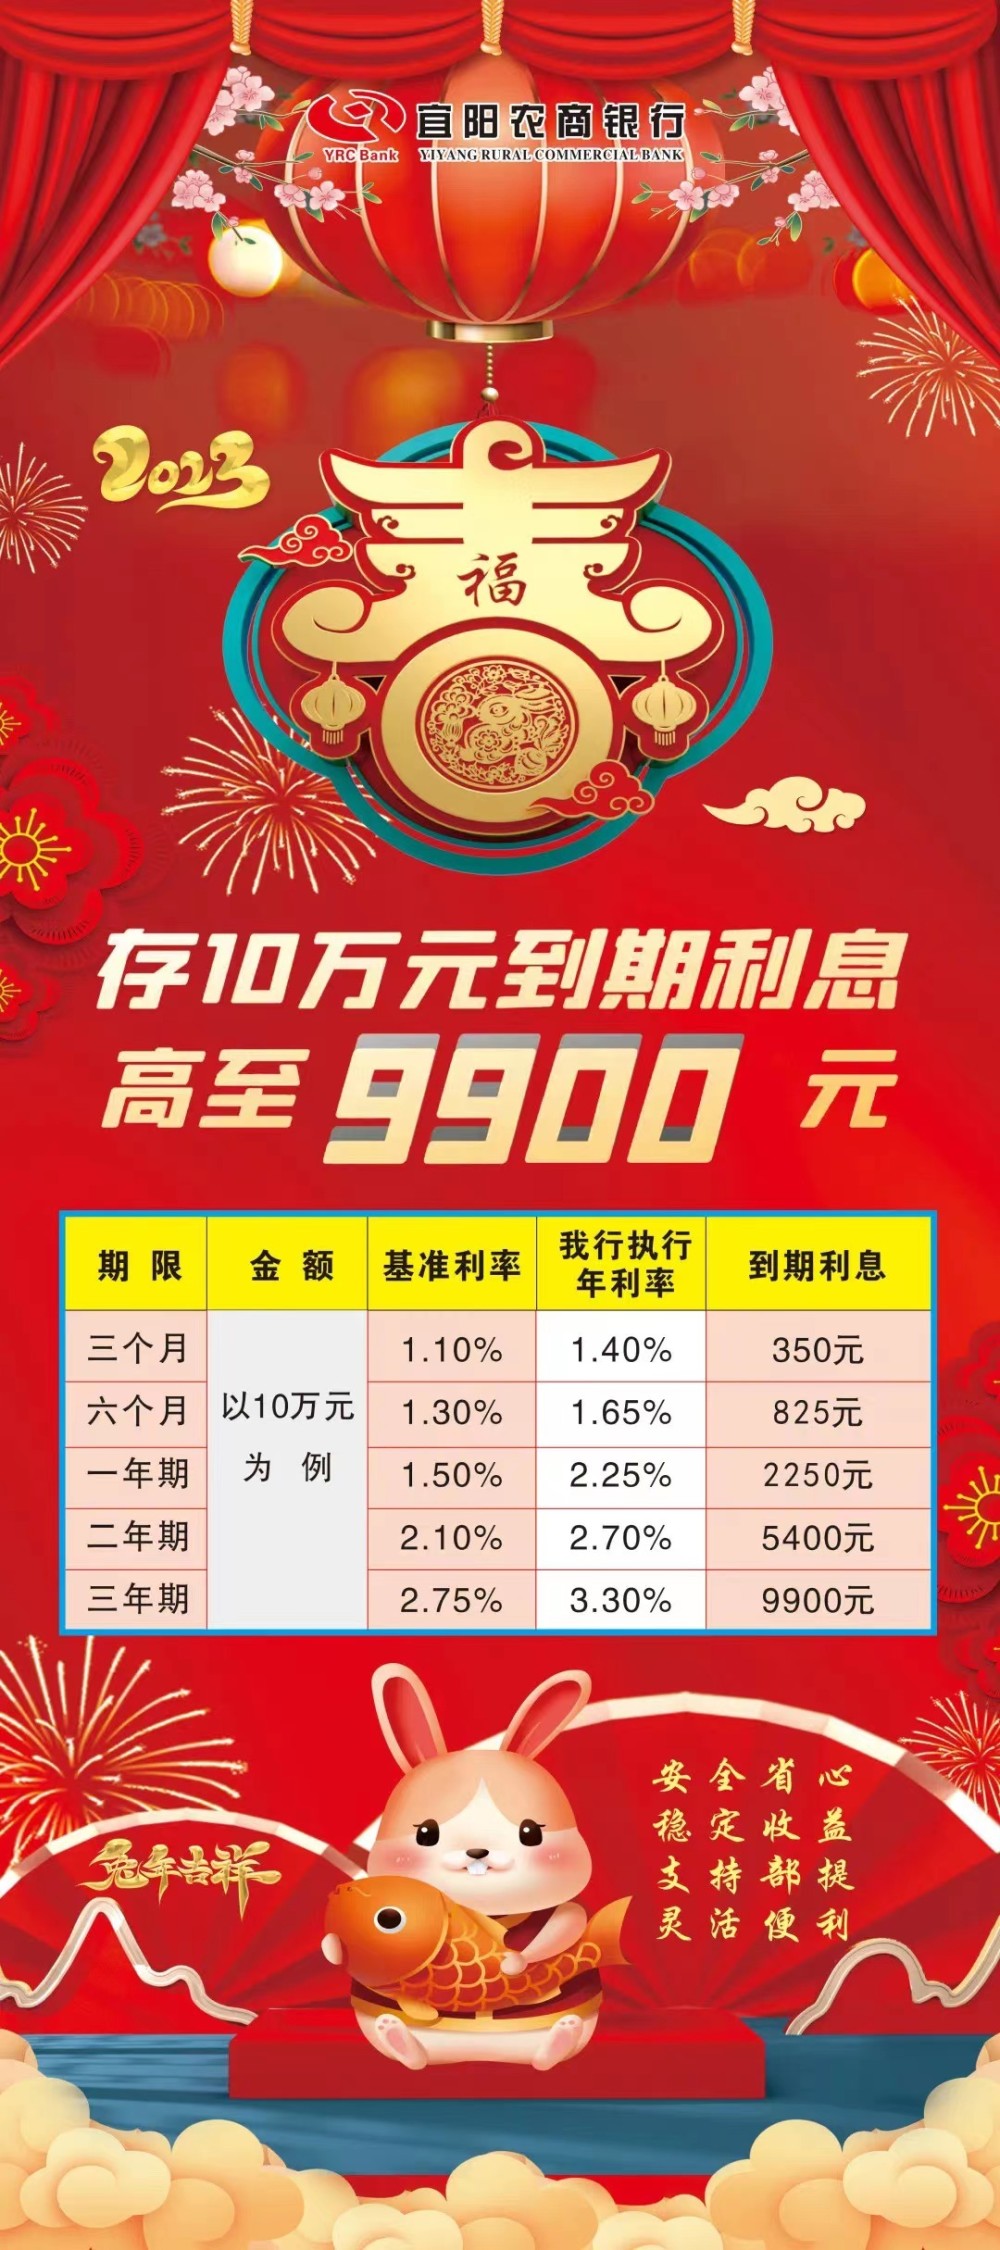 YRC Bank
宜阳农商银行
YIYANG RURAL COMMERCIAL BANK
2023
春
福
存10万元到期利息
高至9900元
期限 金额 基准利率 我行执行年利率 到期利息
三个月 以10万元为例 1.10% 1.40% 350元
六个月 1.30% 1.65% 825元
一年期 1.50% 2.25% 2250元
二年期 2.10% 2.70% 5400元
三年期 2.75% 3.30% 9900元
安全省心
稳定收益
支持部提
灵活便利
兔年吉祥